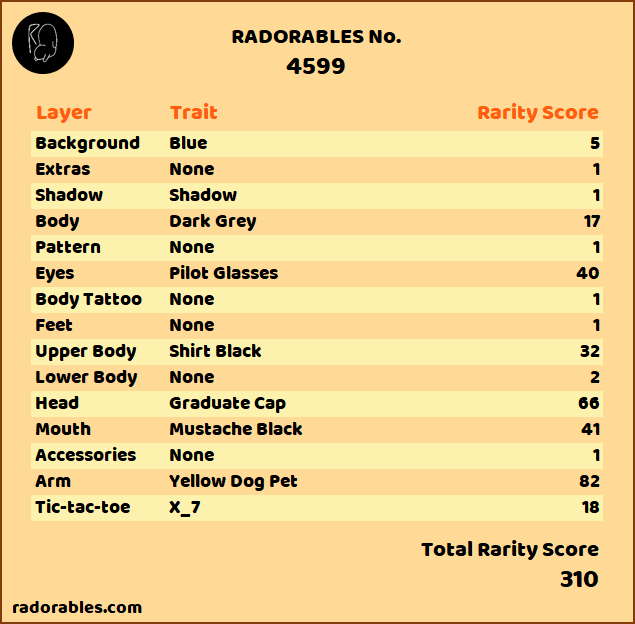 RADORABLES No.
4599
Layer Trait Rarity Score
Background Blue 5
Extras None 1
Shadow Shadow 1
Body Dark Grey 17
Pattern None 1
Eyes Pilot Glasses 40
Body Tattoo None 1
Feet None 1
Upper Body Shirt Black 32
Lower Body None 2
Head Graduate Cap 66
Mouth Mustache Black 41
Accessories None 1
Arm Yellow Dog Pet 82
Tic-tac-toe X_7 18
Total Rarity Score
310
radorables.com